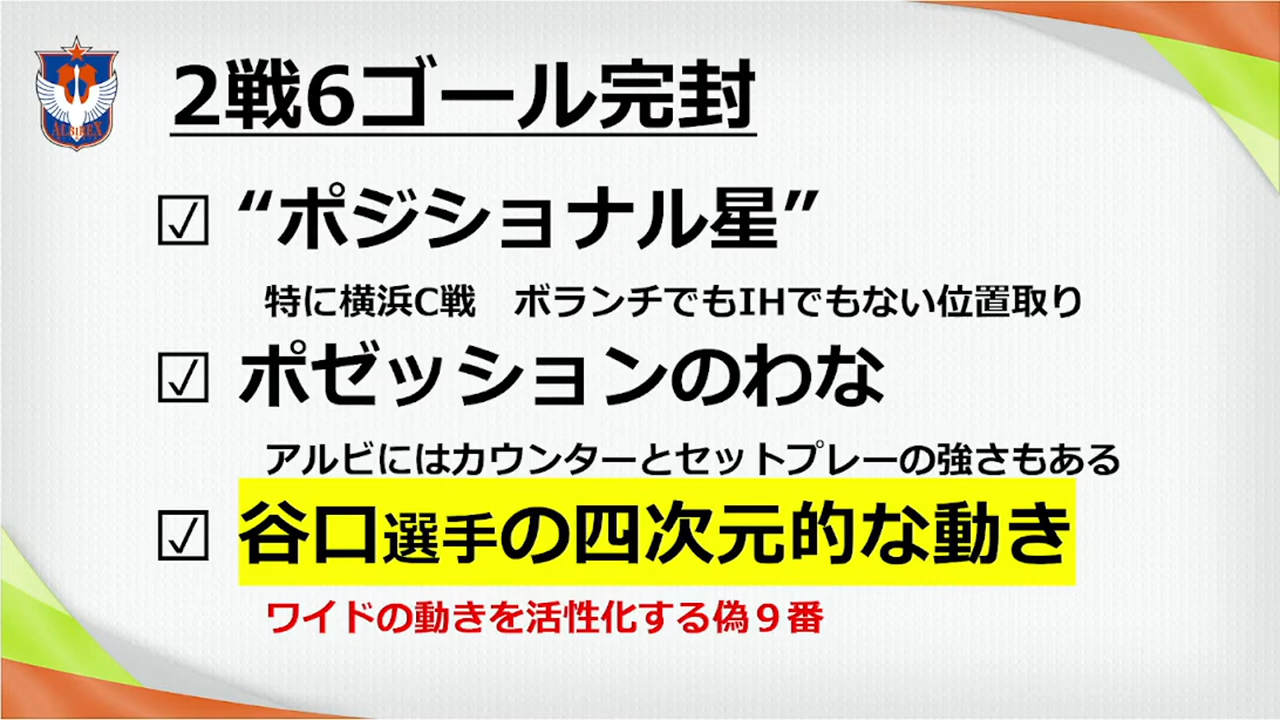 ALBIREX
2戦6ゴール完封
☑ “ポジショナル星”
特に横浜C戦　ボランチでもIHでもない位置取り
☑ ポゼッションのわな
アルビにはカウンターとセットプレーの強さもある
☑ 谷口選手の四次元的な動き
ワイドの動きを活性化する偽９番